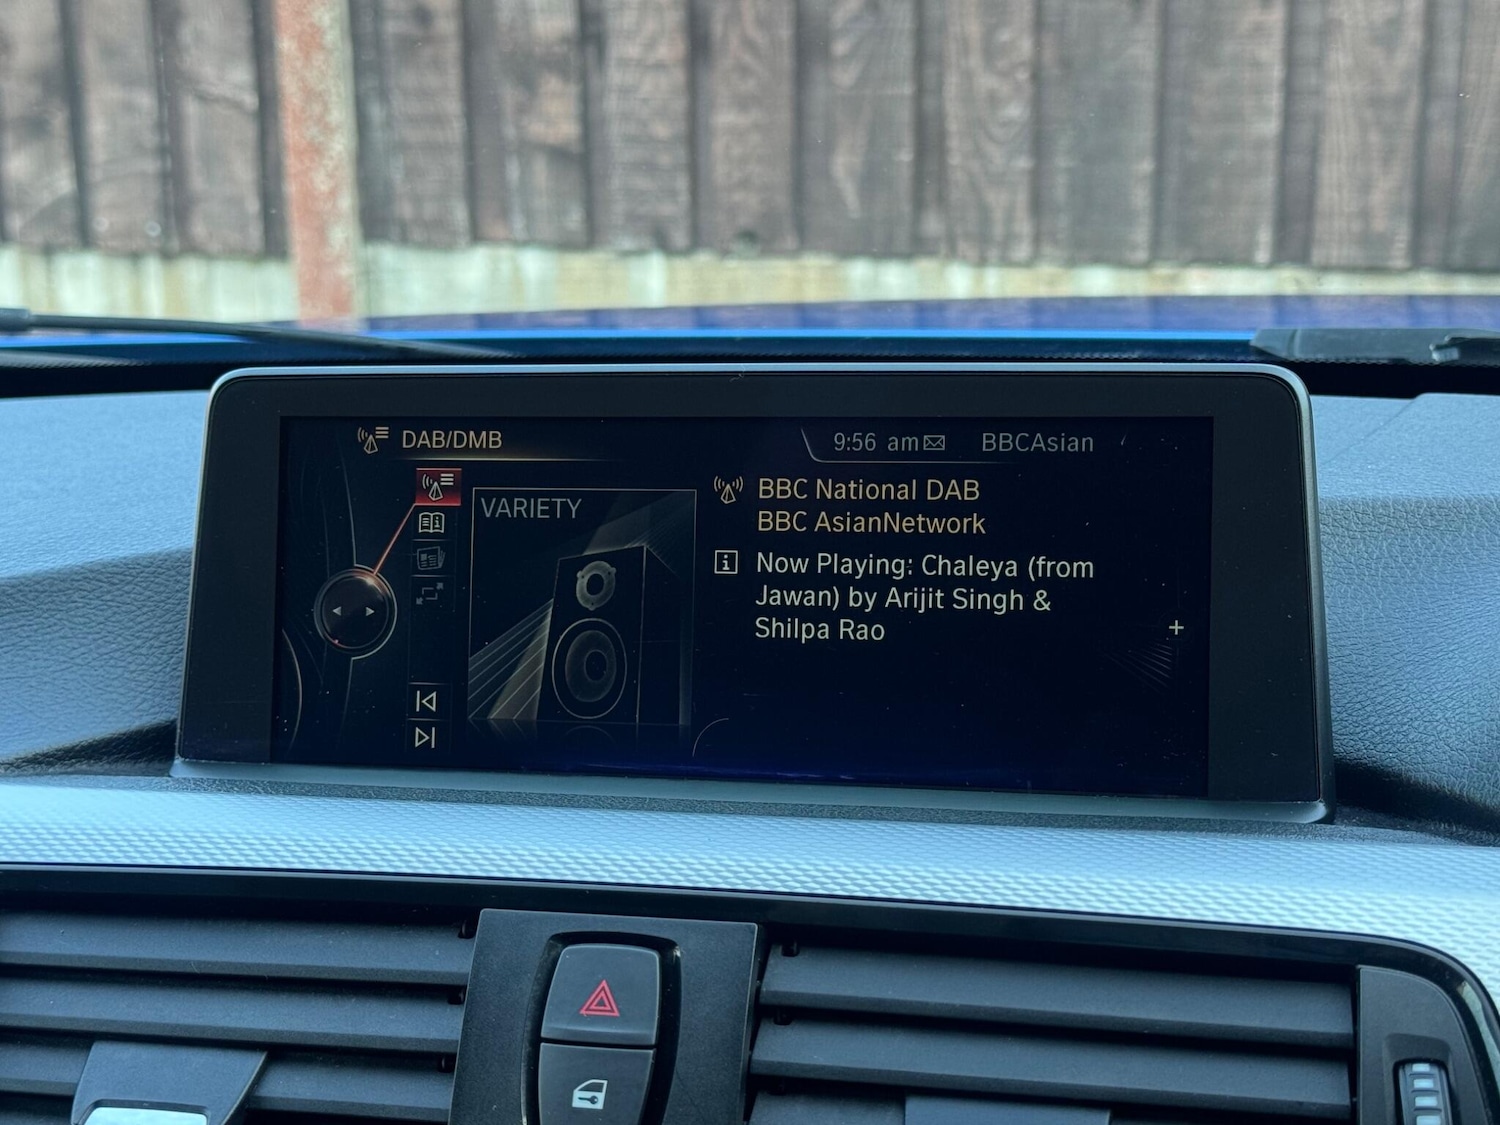 DAB/DMB
9:56 am
BBCAsian
VARIETY
BBC National DAB
BBC AsianNetwork
Now Playing: Chaleya (from
Jawan) by Arijit Singh &
Shilpa Rao